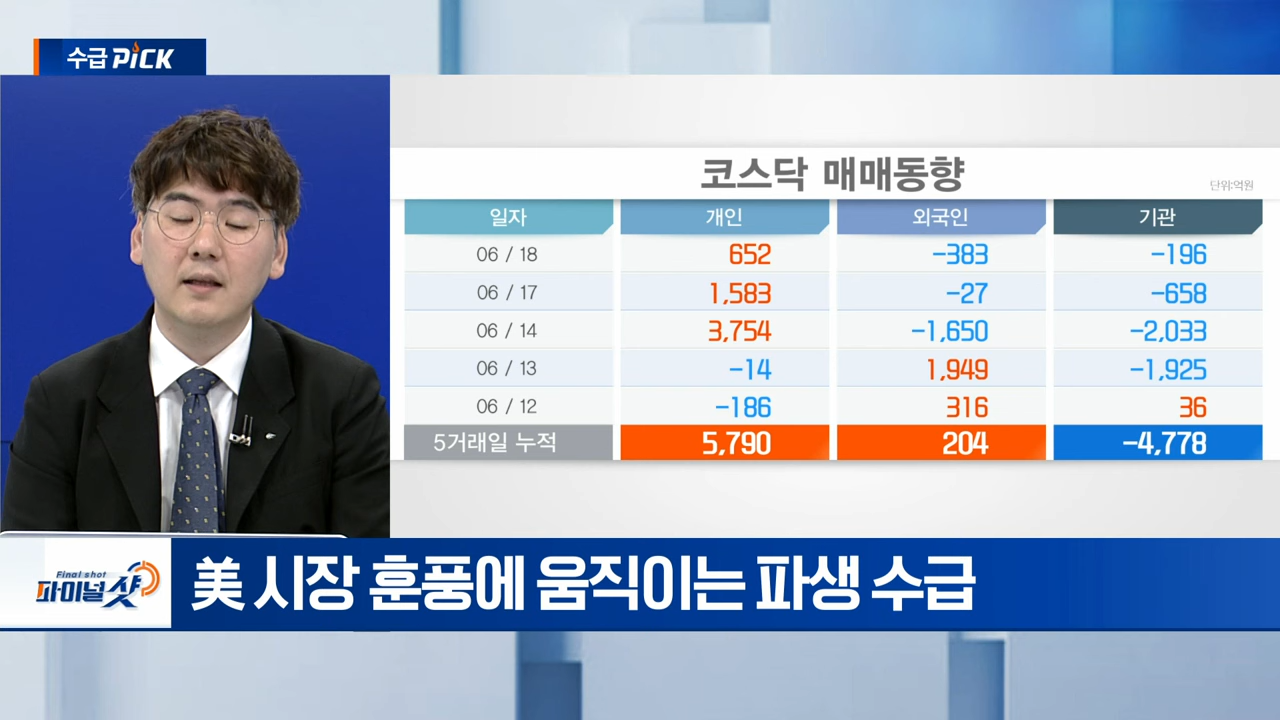 수급 PiCK
코스닥 매매동향
단위:억원
일자 개인 외국인 기관
06 / 18 652 -383 -196
06 / 17 1,583 -27 -658
06 / 14 3,754 -1,650 -2,033
06 / 13 -14 1,949 -1,925
06 / 12 -186 316 36
5거래일 누적 5,790 204 -4,778
Final shot
파이널샷
美 시장 훈풍에 움직이는 파생 수급